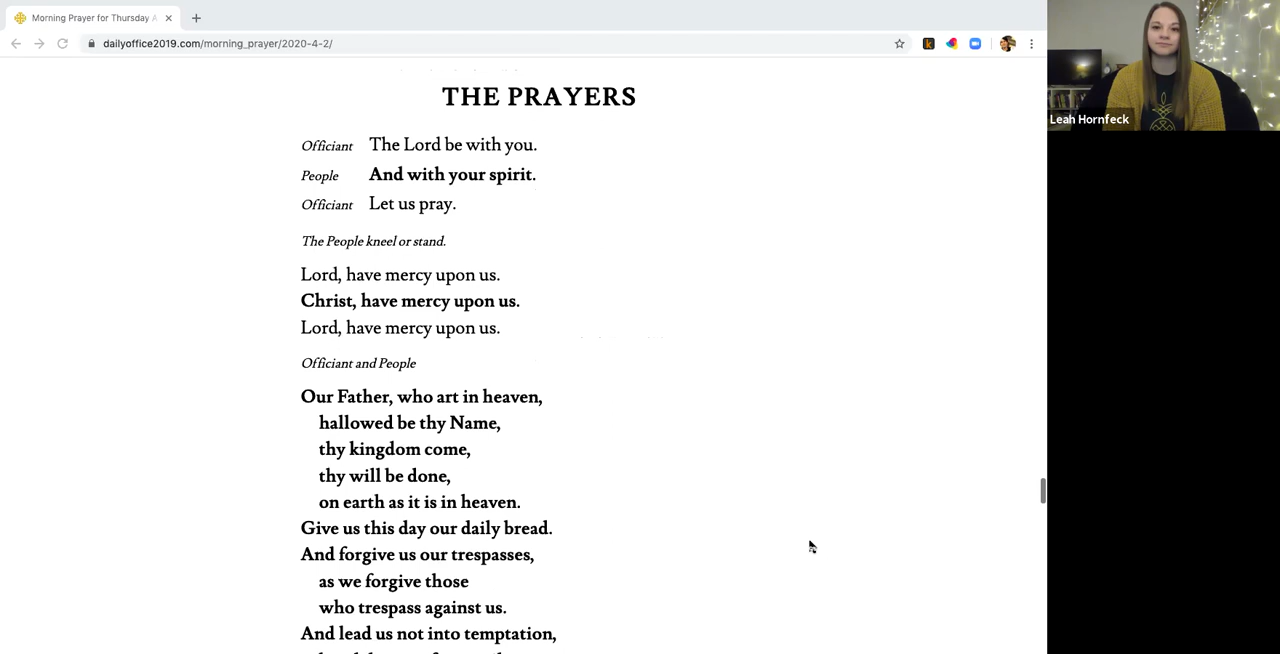 Morning Prayer for Thursday A
dailyoffice2019.com/morning_prayer/2020-4-2/
Leah Hornfeck
THE PRAYERS
Officiant The Lord be with you.
People And with your spirit.
Officiant Let us pray.
The People kneel or stand.
Lord, have mercy upon us.
Christ, have mercy upon us.
Lord, have mercy upon us.
Officiant and People
Our Father, who art in heaven,
hallowed be thy Name,
thy kingdom come,
thy will be done,
on earth as it is in heaven.
Give us this day our daily bread.
And forgive us our trespasses,
as we forgive those
who trespass against us.
And lead us not into temptation,